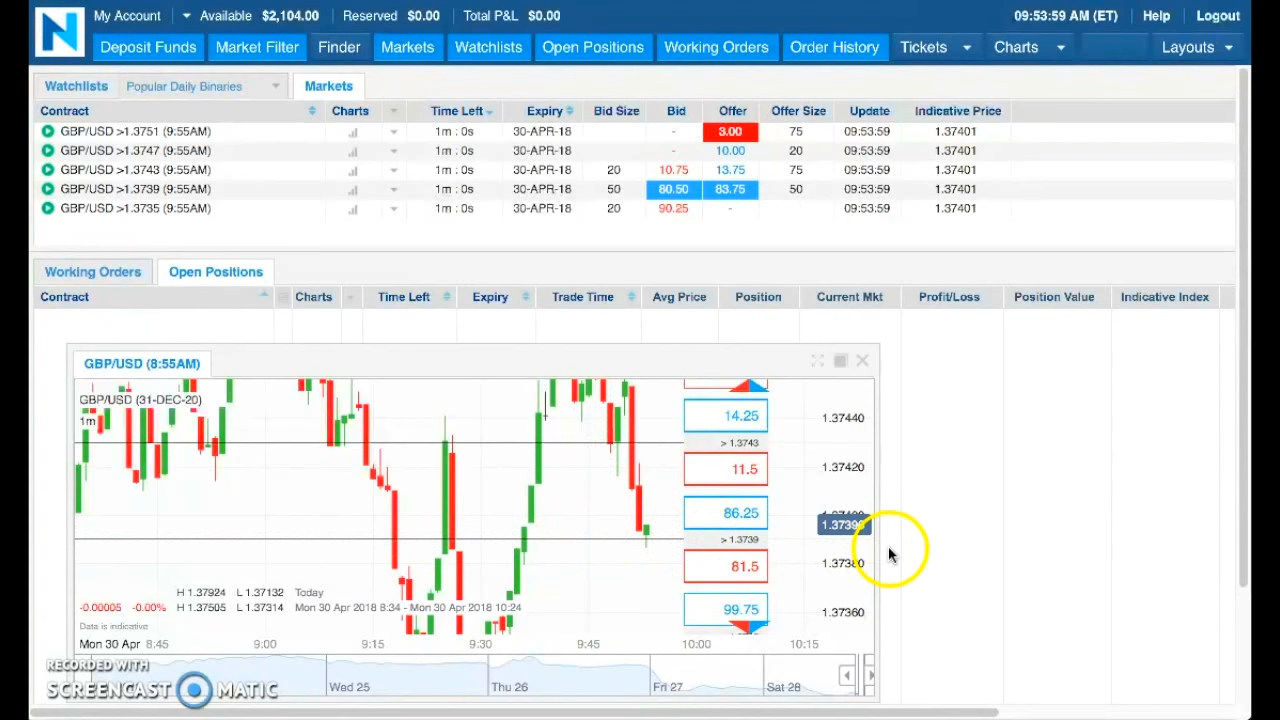 N My Account Available $2,104.00 Reserved $0.00 Total P&L $0.00 09:53:59 AM (ET) Help Logout
Deposit Funds Market Filter Finder Markets Watchlists Open Positions Working Orders Order History Tickets Charts Layouts
Watchlists Popular Daily Binaries Markets
Contract Charts Time Left Expiry Bid Size Bid Offer Offer Size Update Indicative Price
GBP/USD >1.3751 (9:55AM) 1m : 0s 30-APR-18 - 3.00 75 09:53:59 1.37401
GBP/USD >1.3747 (9:55AM) 1m : 0s 30-APR-18 - 10.00 20 09:53:59 1.37401
GBP/USD >1.3743 (9:55AM) 1m : 0s 30-APR-18 20 10.75 13.75 75 09:53:59 1.37401
GBP/USD >1.3739 (9:55AM) 1m : 0s 30-APR-18 50 80.50 83.75 50 09:53:59 1.37401
GBP/USD >1.3735 (9:55AM) 1m : 0s 30-APR-18 20 90.25 - 09:53:59 1.37401
Working Orders Open Positions
Contract Charts Time Left Expiry Trade Time Avg Price Position Current Mkt Profit/Loss Position Value Indicative Index
GBP/USD (8:55AM)
GBP/USD (31-DEC-20)
1m
14.25 1.37440
> 1.3743
11.5 1.37420
86.25
> 1.3739
81.5 1.37380
99.75 1.37360
H 1.37924 L 1.37132 Today
-0.00005 -0.00% H 1.37505 L 1.37314 Mon 30 Apr 2018 8:34 - Mon 30 Apr 2018 10:24
Data is indicative
Mon 30 Apr 8:45 9:00 9:15 9:30 9:45 10:00 10:15
Wed 25 Thu 26 Fri 27 Sat 28
RECORDED WITH
SCREENCAST MATIC